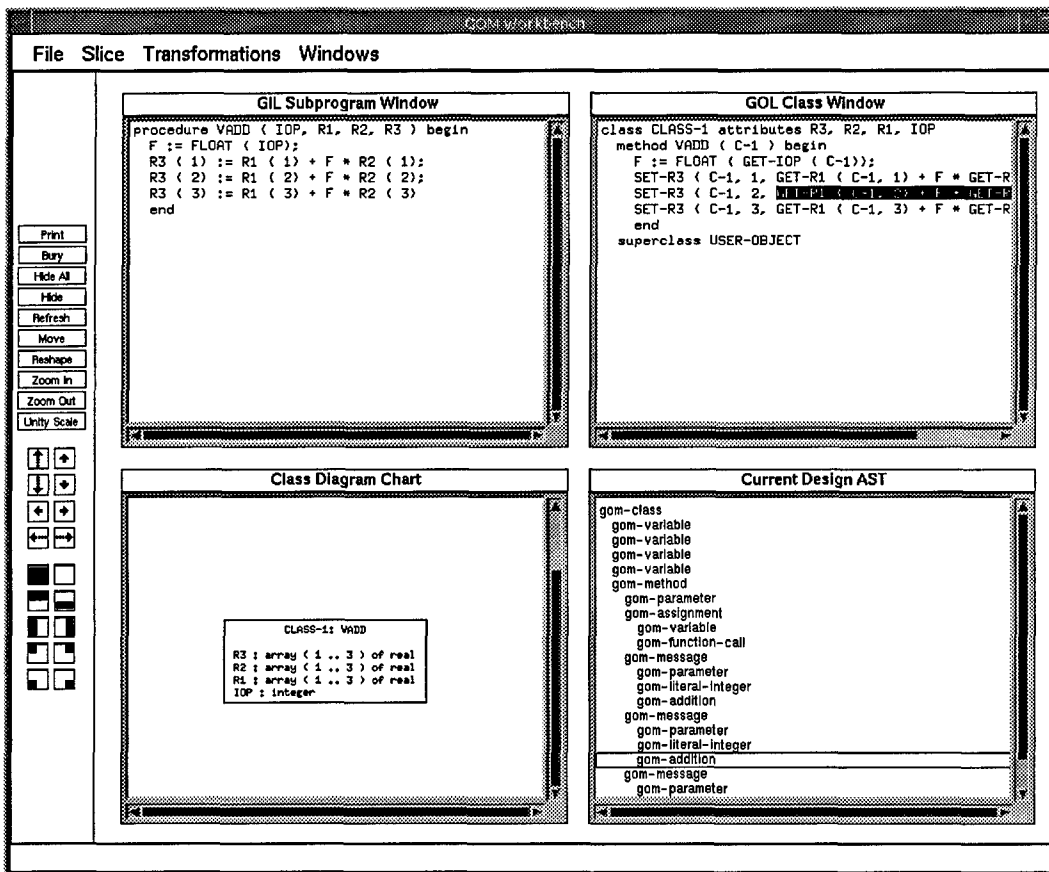 GOM Workbench
File Slice Transformations Windows
GIL Subprogram Window
procedure VADD ( IOP, R1, R2, R3 ) begin
F := FLOAT ( IOP);
R3 ( 1) := R1 ( 1) + F * R2 ( 1);
R3 ( 2) := R1 ( 2) + F * R2 ( 2);
R3 ( 3) := R1 ( 3) + F * R2 ( 3)
end
GOL Class Window
class CLASS-1 attributes R3, R2, R1, IOP
method VADD ( C-1 ) begin
F := FLOAT ( GET-IOP ( C-1));
SET-R3 ( C-1, 1, GET-R1 ( C-1, 1) + F * GET-R
SET-R3 ( C-1, 2, GET-R1 ( C-1, 2) + F * GET-R
SET-R3 ( C-1, 3, GET-R1 ( C-1, 3) + F * GET-R
end
superclass USER-OBJECT
Print
Bury
Hide All
Hide
Refresh
Move
Reshape
Zoom In
Zoom Out
Unity Scale
Class Diagram Chart
CLASS-1: VADD
R3 : array ( 1 .. 3 ) of real
R2 : array ( 1 .. 3 ) of real
R1 : array ( 1 .. 3 ) of real
IOP : integer
Current Design AST
gom-class
gom-variable
gom-variable
gom-variable
gom-variable
gom-method
gom-parameter
gom-assignment
gom-variable
gom-function-call
gom-message
gom-parameter
gom-literal-integer
gom-addition
gom-message
gom-parameter
gom-literal-integer
gom-addition
gom-message
gom-parameter